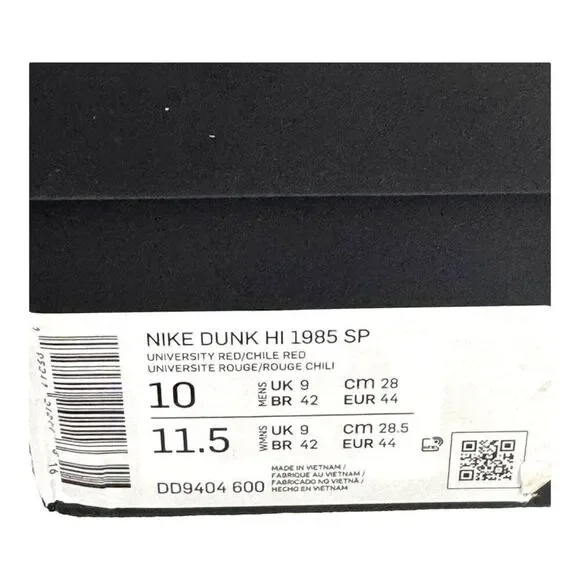 NIKE DUNK HI 1985 SP
UNIVERSITY RED/CHILE RED
UNIVERSITE ROUGE/ROUGE CHILI
10 MENS UK 9 cm 28
BR 42 EUR 44
11.5 WMNS UK 9 cm 28.5
BR 42 EUR 44
MADE IN VIETNAM /
FABRIQUE AU VIETNAM /
FABRICADO NO VIETNÃ /
HECHO EN VIETNAM
DD9404 600